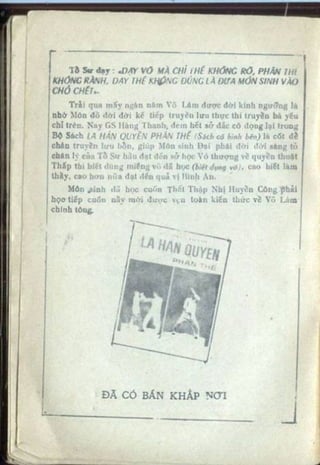 Tổ Sư dạy : «DẠY VÕ MÀ CHỈ THẾ KHÔNG RÕ, PHÂN THẾ
KHÔNG RÀNH, DẠY THẾ KHÔNG ĐÚNG LÀ ĐƯA MÔN SINH VÀO
CHỖ CHẾT».
Trải qua mấy ngàn năm Võ Lâm được đời kính ngưỡng là
nhờ Môn đồ đời đời kế tiếp truyền lưu thực thi truyền bá yếu
chỉ trên. Nay GS Hàng Thanh, đem hết sở đắc cô đọng lại trong
Bộ Sách LA HÁN QUYỀN PHÂN THẾ (Sách có hình bên) là cốt để
chân truyền lưu bổn, giúp Môn sinh Đại phái đời đời sáng tỏ
chân lý của Tổ Sư hầu đạt đến sở học Võ thượng về quyền thuật
Thấp thì biết dùng miếng võ đã học (biết dụng võ), cao biết làm
thầy, cao hơn nữa đạt đến quả vị Bình An.
Môn sinh đã học cuốn Thết Thập Nhị Huyền Công phải
học tiếp cuốn nầy mới được vẹn toàn kiến thức về Võ Lâm
chính tông.
LA HÁN QUYỀN
PHÂN THẾ
ĐÃ CÓ BÁN KHẮP NƠI